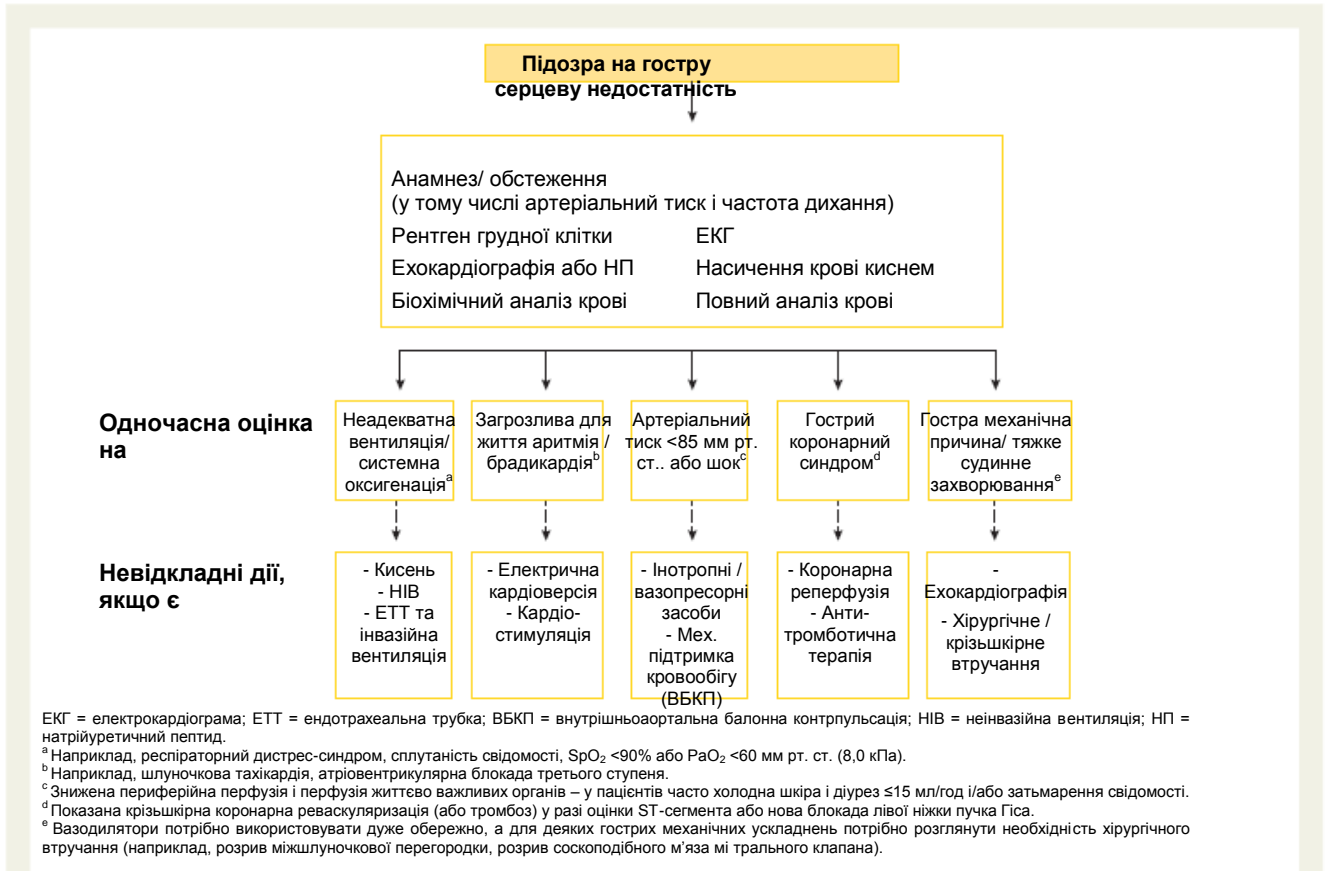 Підозра на гостру
серцеву недостатність
Анамнез/ обстеження
(у тому числі артеріальний тиск і частота дихання)
Рентген грудної клітки ЕКГ
Ехокардіографія або НП Насичення крові киснем
Біохімічний аналіз крові Повний аналіз крові
Одночасна оцінка
на
Неадекватна
вентиляція/
системна
оксигенація^a
Загрозлива для
життя аритмія /
брадикардія^b
Артеріальний
тиск <85 мм рт.
ст.. або шок^c
Гострий
коронарний
синдром^d
Гостра механічна
причина/ тяжке
судинне
захворювання^e
Невідкладні дії,
якщо є
- Кисень
- НІВ
- ЕТТ та
інвазійна
вентиляція
- Електрична
кардіоверсія
- Кардіо-
стимуляція
- Інотропні /
вазопресорні
засоби
- Мех.
підтримка
кровообігу
(ВБКП)
- Коронарна
реперфузія
- Анти-
тромботична
терапія
-
Ехокардіографія
- Хірургічне /
крізьшкірне
втручання
ЕКГ = електрокардіограма; ЕТТ = ендотрахеальна трубка; ВБКП = внутрішньоаортальна балонна контрпульсація; НІВ = неінвазійна вентиляція; НП =
натрійуретичний пептид.
^a Наприклад, респіраторний дистрес-синдром, сплутаність свідомості, SpO₂ <90% або PaO₂ <60 мм рт. ст. (8,0 кПа).
^b Наприклад, шлуночкова тахікардія, атріовентрикулярна блокада третього ступеня.
^c Знижена периферійна перфузія і перфузія життєво важливих органів – у пацієнтів часто холодна шкіра і діурез ≤15 мл/год і/або затьмарення свідомості.
^d Показана крізьшкірна коронарна реваскуляризація (або тромбоз) у разі оцінки ST-сегмента або нова блокада лівої ніжки пучка Гіса.
^e Вазодилятори потрібно використовувати дуже обережно, а для деяких гострих механічних ускладнень потрібно розглянути необхідність хірургічного
втручання (наприклад, розрив міжшлуночкової перегородки, розрив соскоподібного м’яза мі трального клапана).